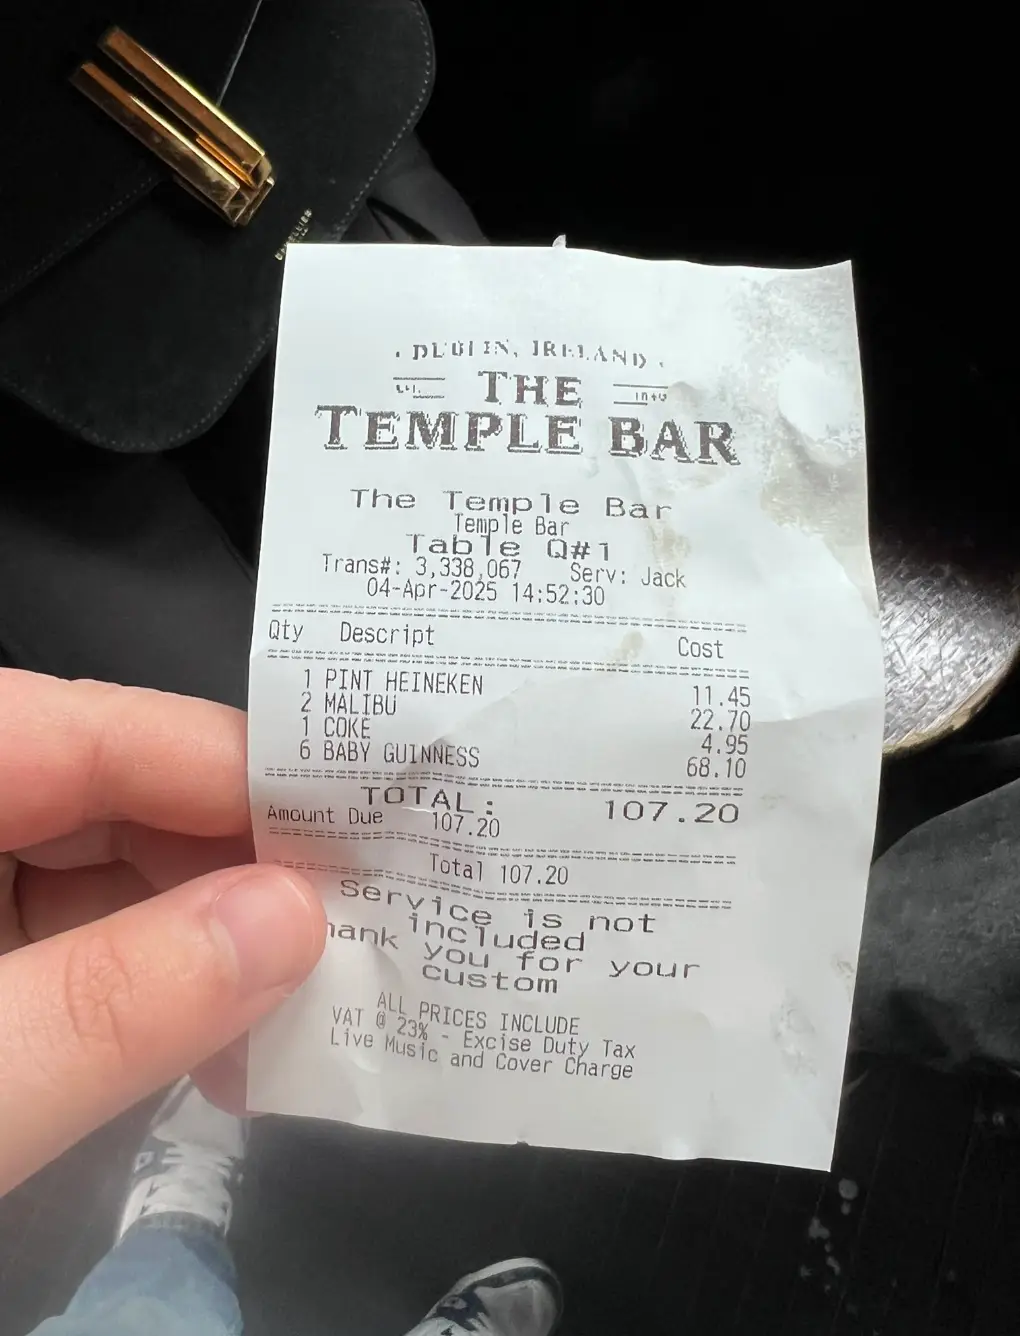 DUBLIN, IRELAND
THE
TEMPLE BAR
The Temple Bar
Temple Bar
Table Q#1
Trans#: 3,338,067 Serv: Jack
04-Apr-2025 14:52:30
Qty Descript Cost
1 PINT HEINEKEN 11.45
2 MALIBU 22.70
1 COKE 4.95
6 BABY GUINNESS 68.10
TOTAL: 107.20
Amount Due 107.20
Total 107.20
Service is not
included
hank you for your
custom
ALL PRICES INCLUDE
VAT @ 23% - Excise Duty Tax
Live Music and Cover Charge